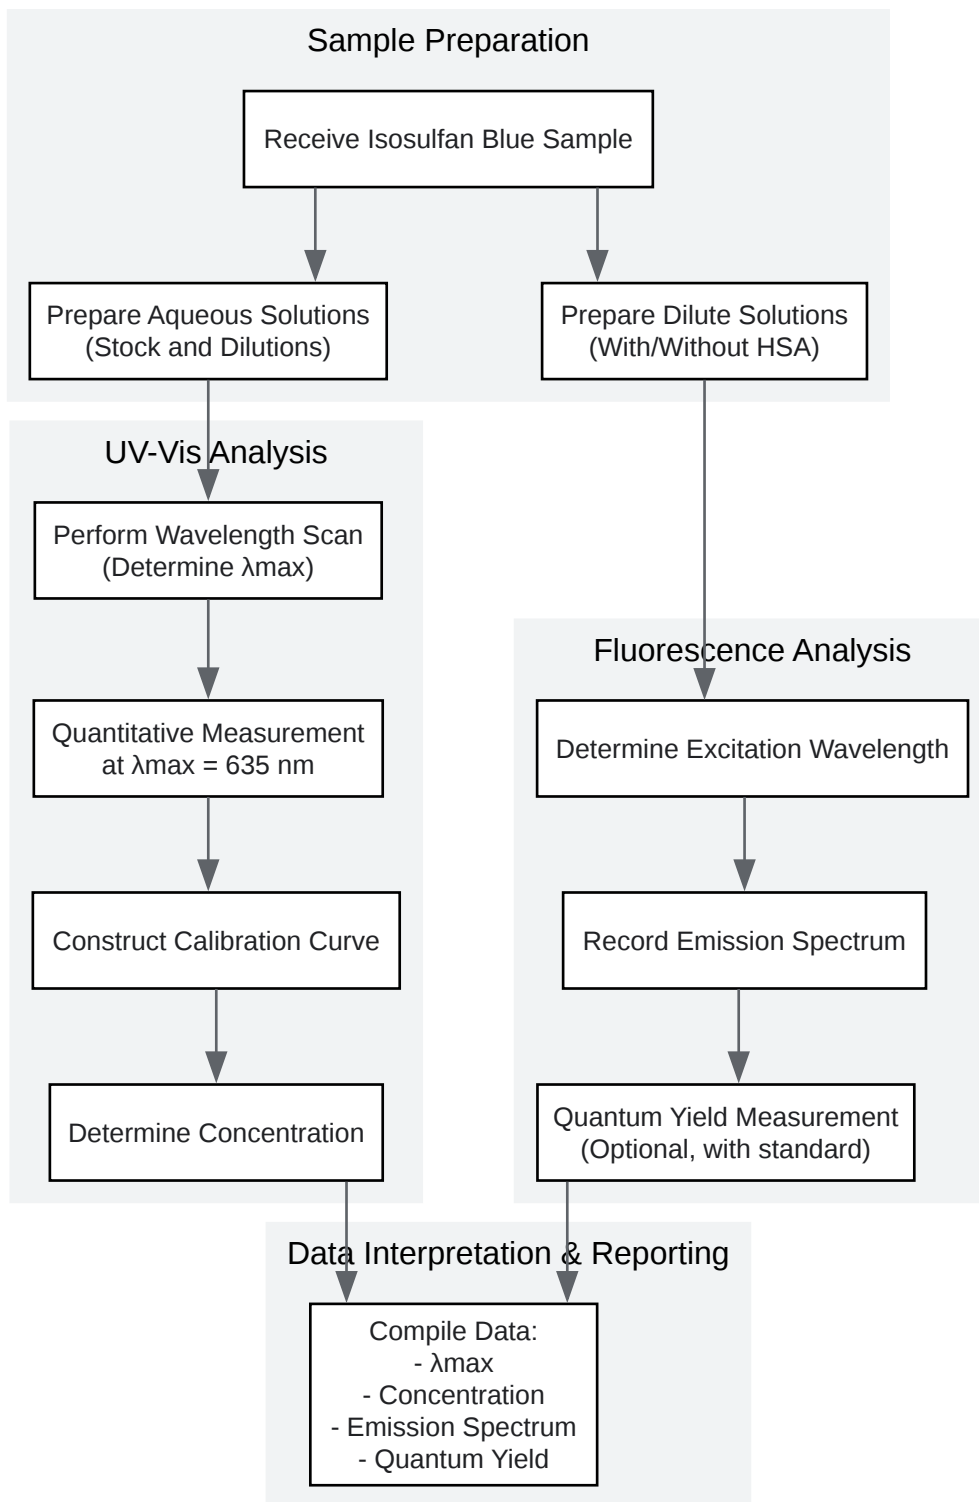 Sample Preparation
Receive Isosulfan Blue Sample
Prepare Aqueous Solutions
(Stock and Dilutions)
Prepare Dilute Solutions
(With/Without HSA)
UV-Vis Analysis
Perform Wavelength Scan
(Determine λmax)
Quantitative Measurement
at λmax = 635 nm
Construct Calibration Curve
Determine Concentration
Fluorescence Analysis
Determine Excitation Wavelength
Record Emission Spectrum
Quantum Yield Measurement
(Optional, with standard)
Data Interpretation & Reporting
Compile Data:
- λmax
- Concentration
- Emission Spectrum
- Quantum Yield